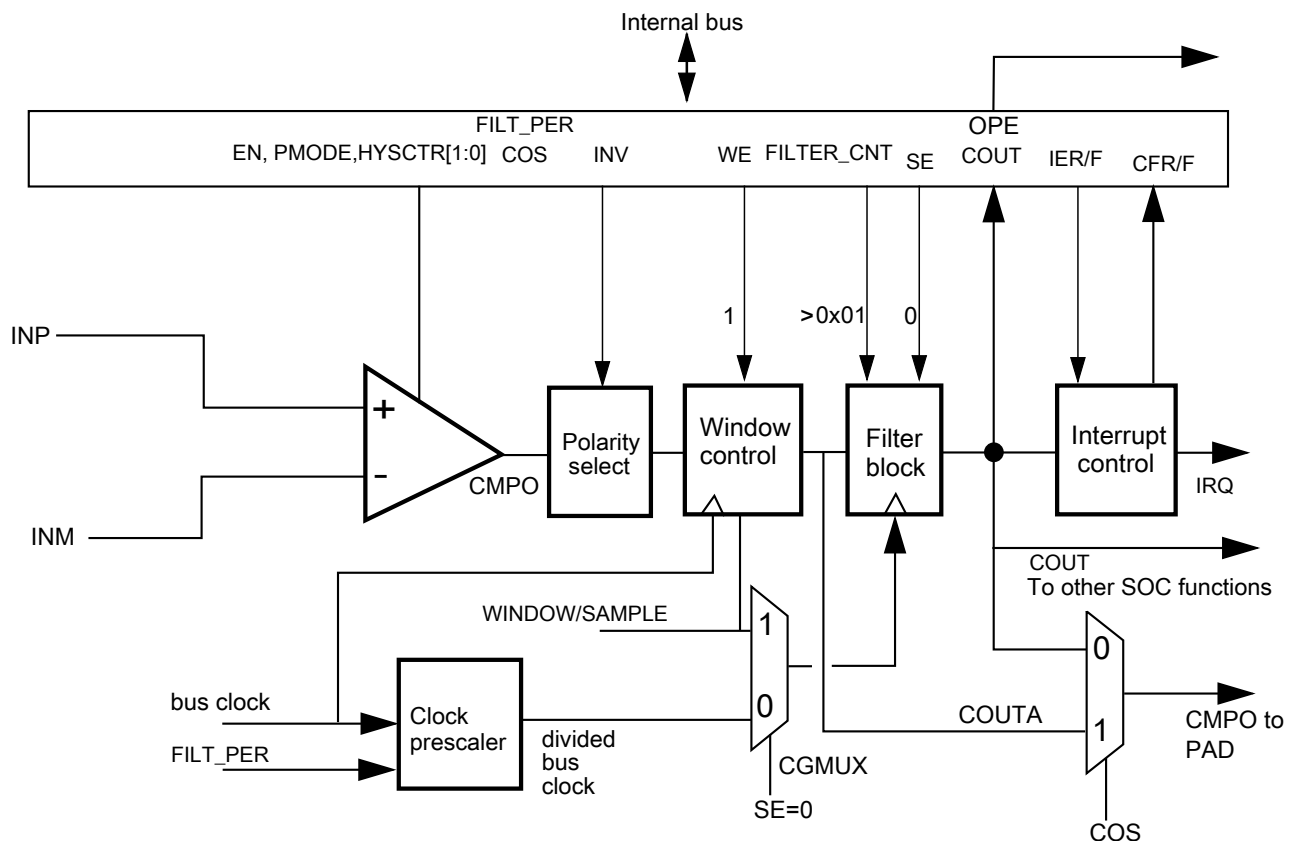 Internal bus
FILT_PER
OPE
EN, PMODE,HYSCTR[1:0]
COS
INV
WE
FILTER_CNT
SE
COUT
IER/F
CFR/F
1
>0x01
0
INP
+
-
INM
CMPO
Polarity
select
Window
control
Filter
block
Interrupt
control
IRQ
COUT
To other SOC functions
WINDOW/SAMPLE
1
0
bus clock
FILT_PER
Clock
prescaler
divided
bus
clock
CGMUX
SE=0
COUTA
0
1
CMPO to
PAD
COS